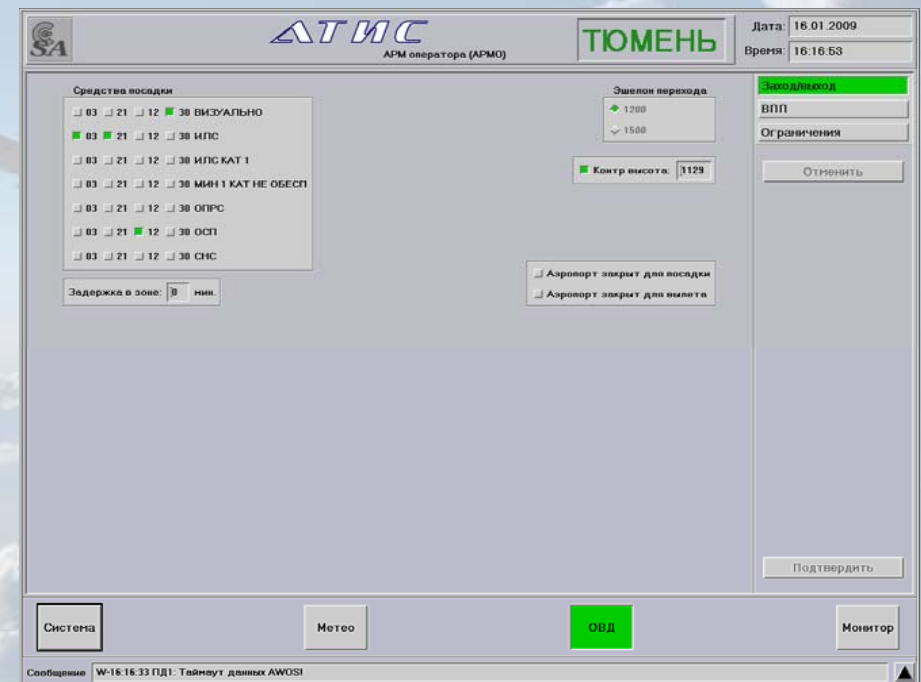 CSA
АТИС
АРМ оператора (АРМО)
ТЮМЕНЬ
Дата: 16.01.2009
Время: 16:16:53
Средства посадки
03 21 12 30 ВИЗУАЛЬНО
03 21 12 30 ИЛС
03 21 12 30 ИЛС КАТ 1
03 21 12 30 МИН 1 КАТ НЕ ОБЕСП
03 21 12 30 ОПРС
03 21 12 30 ОСП
03 21 12 30 СНС
Задержка в зоне: 0 мин.
Эшелон перехода
1200
1500
Контр высота: 1129
Аэропорт закрыт для посадки
Аэропорт закрыт для вылета
Заход/выход
ВПП
Ограничения
Отменить
Подтвердить
Система
Метео
ОВД
Монитор
Сообщение W-16:16:33 ПД1: Таймаут данных AWOS!